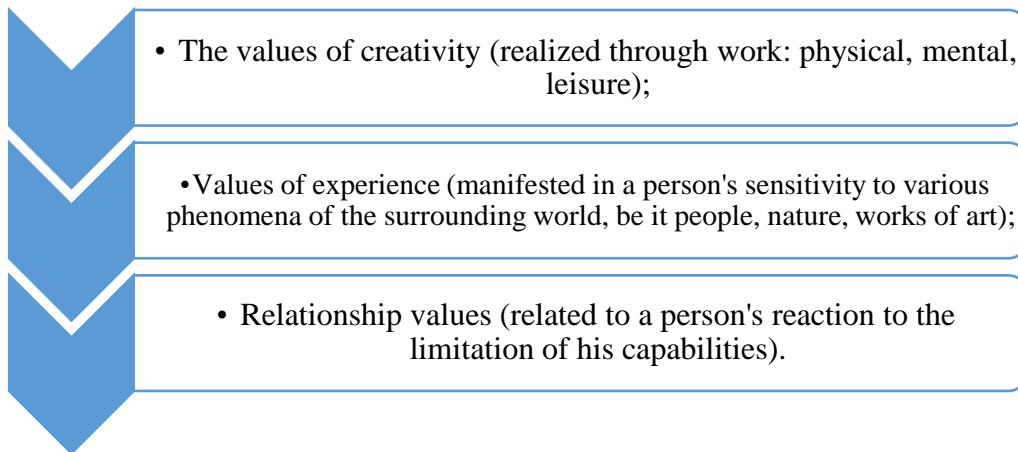 • The values of creativity (realized through work: physical, mental,
leisure);
•Values of experience (manifested in a person's sensitivity to various
phenomena of the surrounding world, be it people, nature, works of art);
• Relationship values (related to a person's reaction to the
limitation of his capabilities).